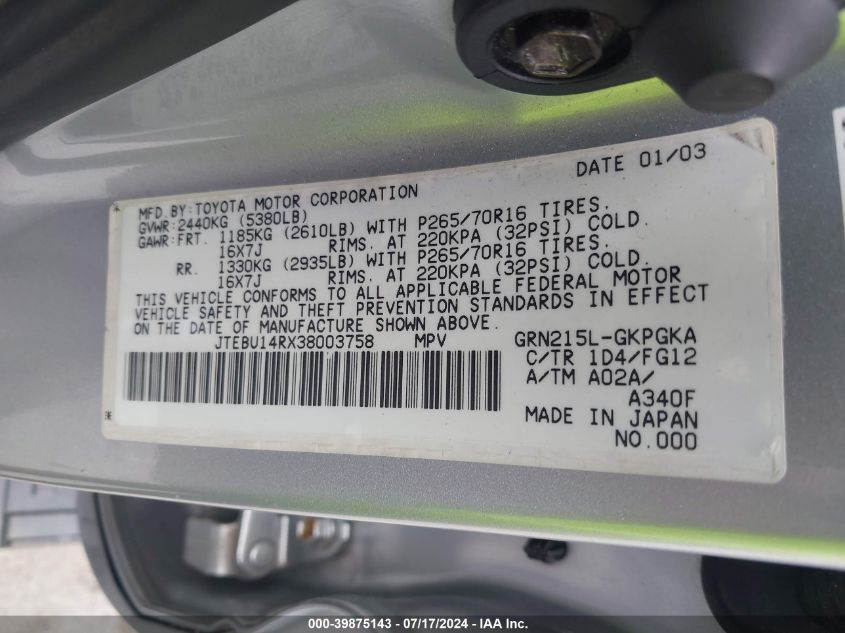 DATE 01/03
MFD.BY:TOYOTA MOTOR CORPORATION
GVWR:2440KG (5380LB)
GAWR:FRT. 1185KG (2610LB) WITH P265/70R16 TIRES.
16X7J RIMS. AT 220KPA (32PSI) COLD.
RR. 1330KG (2935LB) WITH P265/70R16 TIRES.
16X7J RIMS. AT 220KPA (32PSI) COLD.
THIS VEHICLE CONFORMS TO ALL APPLICABLE FEDERAL MOTOR
VEHICLE SAFETY AND THEFT PREVENTION STANDARDS IN EFFECT
ON THE DATE OF MANUFACTURE SHOWN ABOVE.
JTEBU14RX38003758 MPV GRN215L-GKPGKA
C/TR 1D4/FG12
A/TM A02A/
A340F
MADE IN JAPAN
NO.000
000-39875143 - 07/17/2024 - IAA Inc.